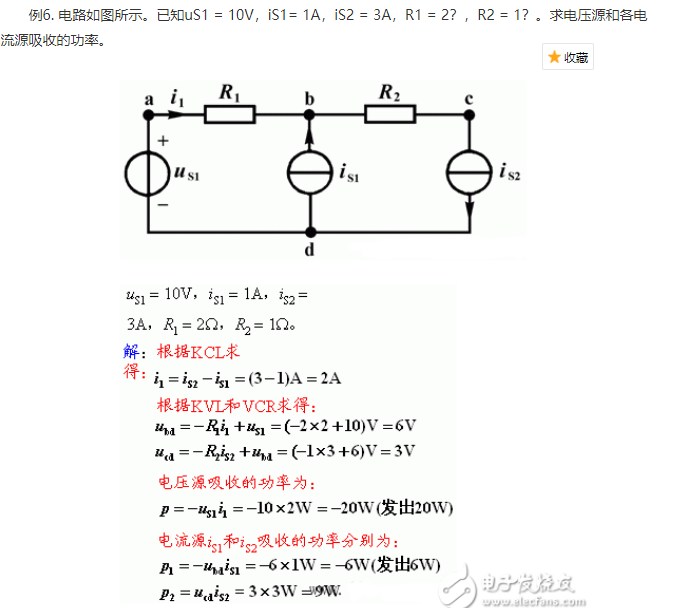 例6. 电路如图所示。已知uS1 = 10V，iS1= 1A，iS2 = 3A，R1 = 2? ，R2 = 1? 。求电压源和各电
流源吸收的功率。
★ 收藏
a i₁ R₁ b R₂ c
+
u S1 i S1 i S2
−
d
uS1 = 10V，iS1 = 1A，iS2 =
3A，R1 = 2Ω，R2 = 1Ω。
解：根据KCL求
得：i1 = iS2 − iS1 = (3−1)A = 2A
根据KVL和VCR求得：
ubd = −R1i1 + uS1 = (−2×2+10)V = 6V
ucd = −R2iS2 + ubd = (−1×3+6)V = 3V
电压源吸收的功率为：
p = −uS1i1 = −10×2W = −20W(发出20W)
电流源iS1和iS2吸收的功率分别为：
p1 = −ubdiS1 = −6×1W = −6W(发出6W)
p2 = ucdiS2 = 3×3W = 9W.
电子发烧友
elecfans.com